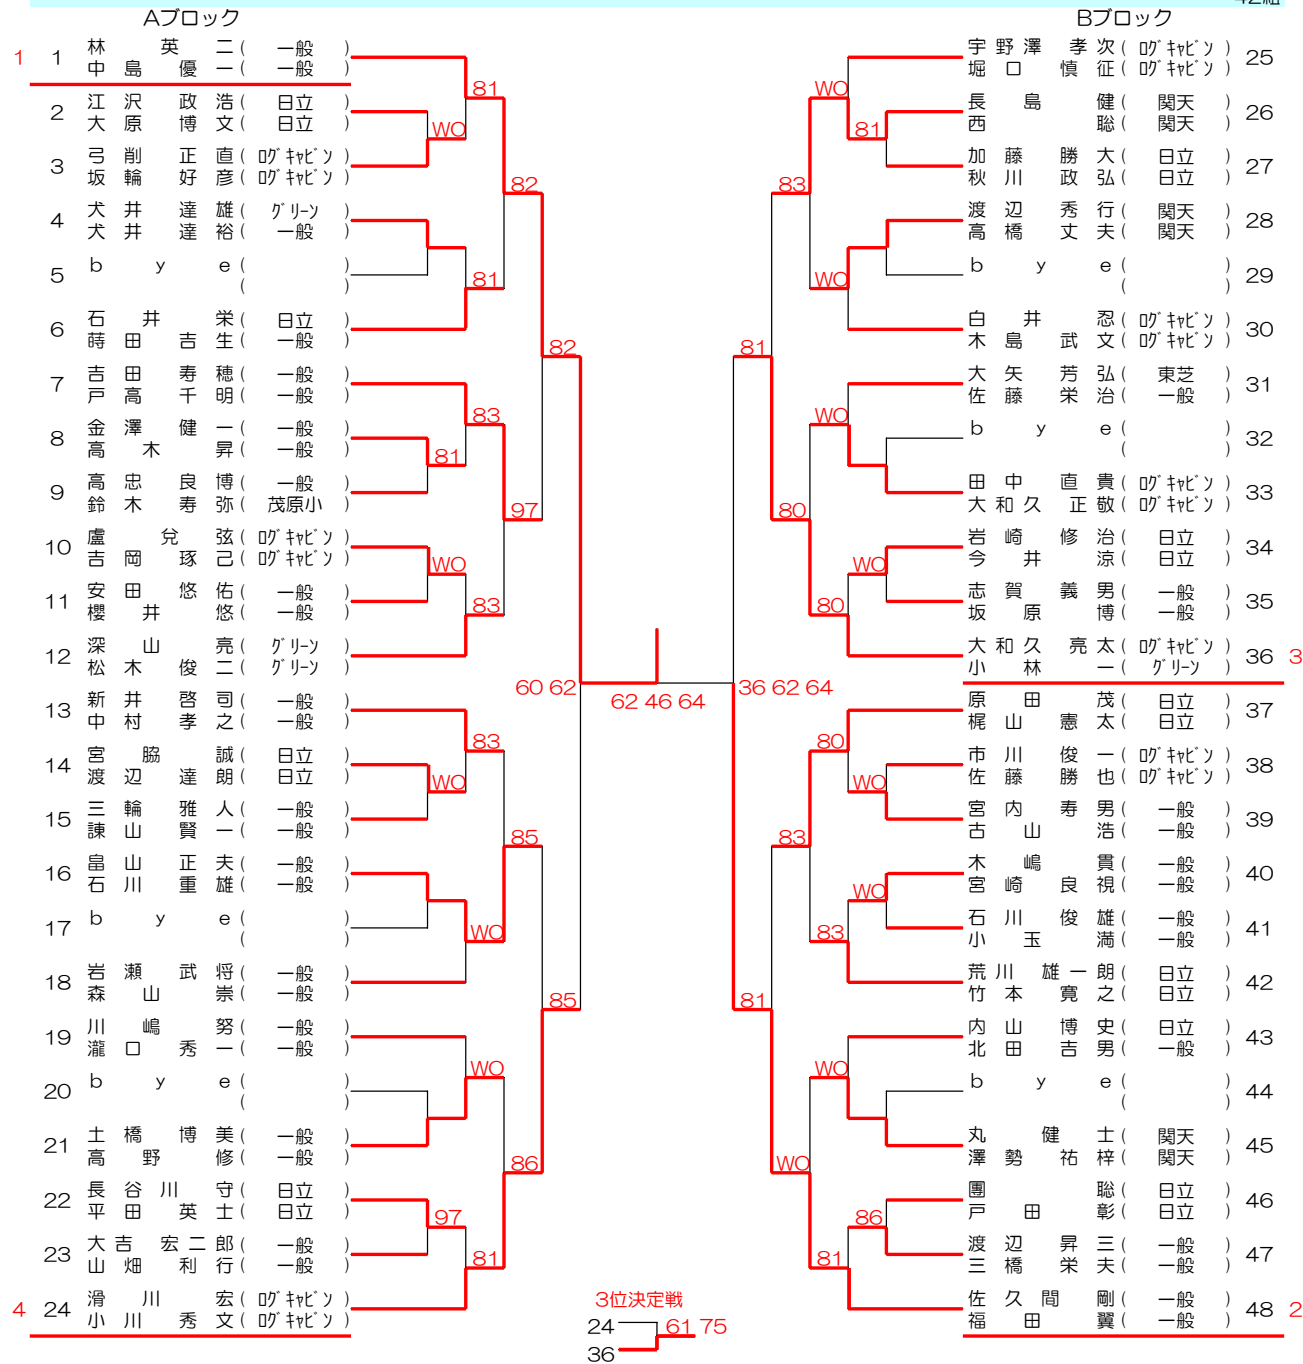 42組
Aブロック
1 1 林 英 二 ( 一般 )
中 島 優 一 ( 一般 )
2 江 沢 政 浩 ( 日立 )
大 原 博 文 ( 日立 )
3 弓 削 正 直 ( ログキャビン )
坂 輪 好 彦 ( ログキャビン )
4 犬 井 達 雄 ( グリーン )
犬 井 達 裕 ( 一般 )
5 b y e ( )
( )
6 石 井 栄 ( 日立 )
蒔 田 吉 生 ( 一般 )
7 吉 田 寿 穂 ( 一般 )
戸 高 千 明 ( 一般 )
8 金 澤 健 一 ( 一般 )
高 木 昇 ( 一般 )
9 高 忠 良 博 ( 一般 )
鈴 木 寿 弥 ( 茂原小 )
10 盧 兌 弦 ( ログキャビン )
吉 岡 琢 己 ( ログキャビン )
11 安 田 悠 佑 ( 一般 )
櫻 井 悠 ( 一般 )
12 深 山 亮 ( グリーン )
松 木 俊 二 ( グリーン )
13 新 井 啓 司 ( 一般 )
中 村 孝 之 ( 一般 )
14 宮 脇 誠 ( 日立 )
渡 辺 達 朗 ( 日立 )
15 三 輪 雅 人 ( 一般 )
諫 山 賢 一 ( 一般 )
16 畠 山 正 夫 ( 一般 )
石 川 重 雄 ( 一般 )
17 b y e ( )
( )
18 岩 瀬 武 将 ( 一般 )
森 山 崇 ( 一般 )
19 川 嶋 努 ( 一般 )
瀧 口 秀 一 ( 一般 )
20 b y e ( )
( )
21 土 橋 博 美 ( 一般 )
高 野 修 ( 一般 )
22 長 谷 川 守 ( 日立 )
平 田 英 士 ( 日立 )
23 大 吉 宏 二 郎 ( 一般 )
山 畑 利 行 ( 一般 )
4 24 滑 川 宏 ( ログキャビン )
小 川 秀 文 ( ログキャビン )
81
WO
82
81
82
83
81
97
WO
83
60 62
83
WO
85
WO
85
WO
86
97
81
62 46 64
Bブロック
宇 野 澤 孝 次 ( ログキャビン ) 25
堀 口 慎 征 ( ログキャビン )
長 島 健 ( 関天 ) 26
西 聡 ( 関天 )
加 藤 勝 大 ( 日立 ) 27
秋 川 政 弘 ( 日立 )
渡 辺 秀 行 ( 関天 ) 28
高 橋 丈 夫 ( 関天 )
b y e ( ) 29
( )
白 井 忍 ( ログキャビン ) 30
木 島 武 文 ( ログキャビン )
大 矢 芳 弘 ( 東芝 ) 31
佐 藤 栄 治 ( 一般 )
b y e ( ) 32
( )
田 中 直 貴 ( ログキャビン ) 33
大 和 久 正 敬 ( ログキャビン )
岩 崎 修 治 ( 日立 ) 34
今 井 涼 ( 日立 )
志 賀 義 男 ( 一般 ) 35
坂 原 博 ( 一般 )
大 和 久 亮 太 ( ログキャビン ) 36 3
小 林 一 ( グリーン )
原 田 茂 ( 日立 ) 37
梶 山 憲 太 ( 日立 )
市 川 俊 一 ( ログキャビン ) 38
佐 藤 勝 也 ( ログキャビン )
宮 内 寿 男 ( 一般 ) 39
古 山 浩 ( 一般 )
木 嶋 貫 ( 一般 ) 40
宮 崎 良 視 ( 一般 )
石 川 俊 雄 ( 一般 ) 41
小 玉 満 ( 一般 )
荒 川 雄 一 朗 ( 日立 ) 42
竹 本 寛 之 ( 日立 )
内 山 博 史 ( 日立 ) 43
北 田 吉 男 ( 一般 )
b y e ( ) 44
( )
丸 健 士 ( 関天 ) 45
澤 勢 祐 梓 ( 関天 )
團 聡 ( 日立 ) 46
戸 田 彰 ( 日立 )
渡 辺 昇 三 ( 一般 ) 47
三 橋 栄 夫 ( 一般 )
佐 久 間 剛 ( 一般 ) 48 2
福 田 翼 ( 一般 )
WO
81
83
WO
81
WO
80
WO
80
36 62 64
80
WO
83
WO
83
81
WO
WO
86
81
3位決定戦
24
61 75
36